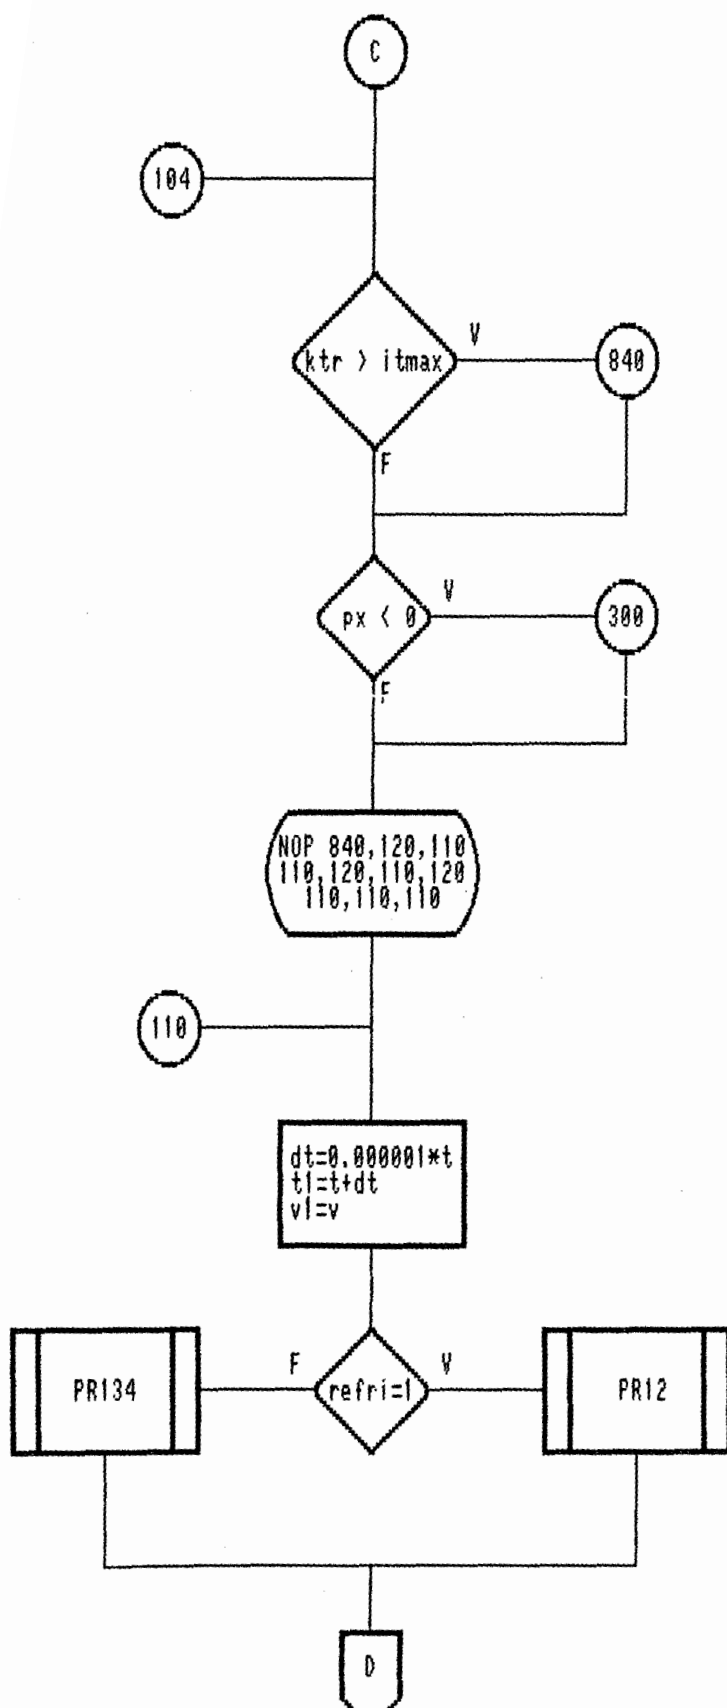 C
104
ktr > itmax
V
840
F
px < 0
V
300
F
NOP 840,120,110
110,120,110,120
110,110,110
110
dt=0.000001*t
t1=t+dt
v1=v
PR134
F
refri=1
V
PR12
D